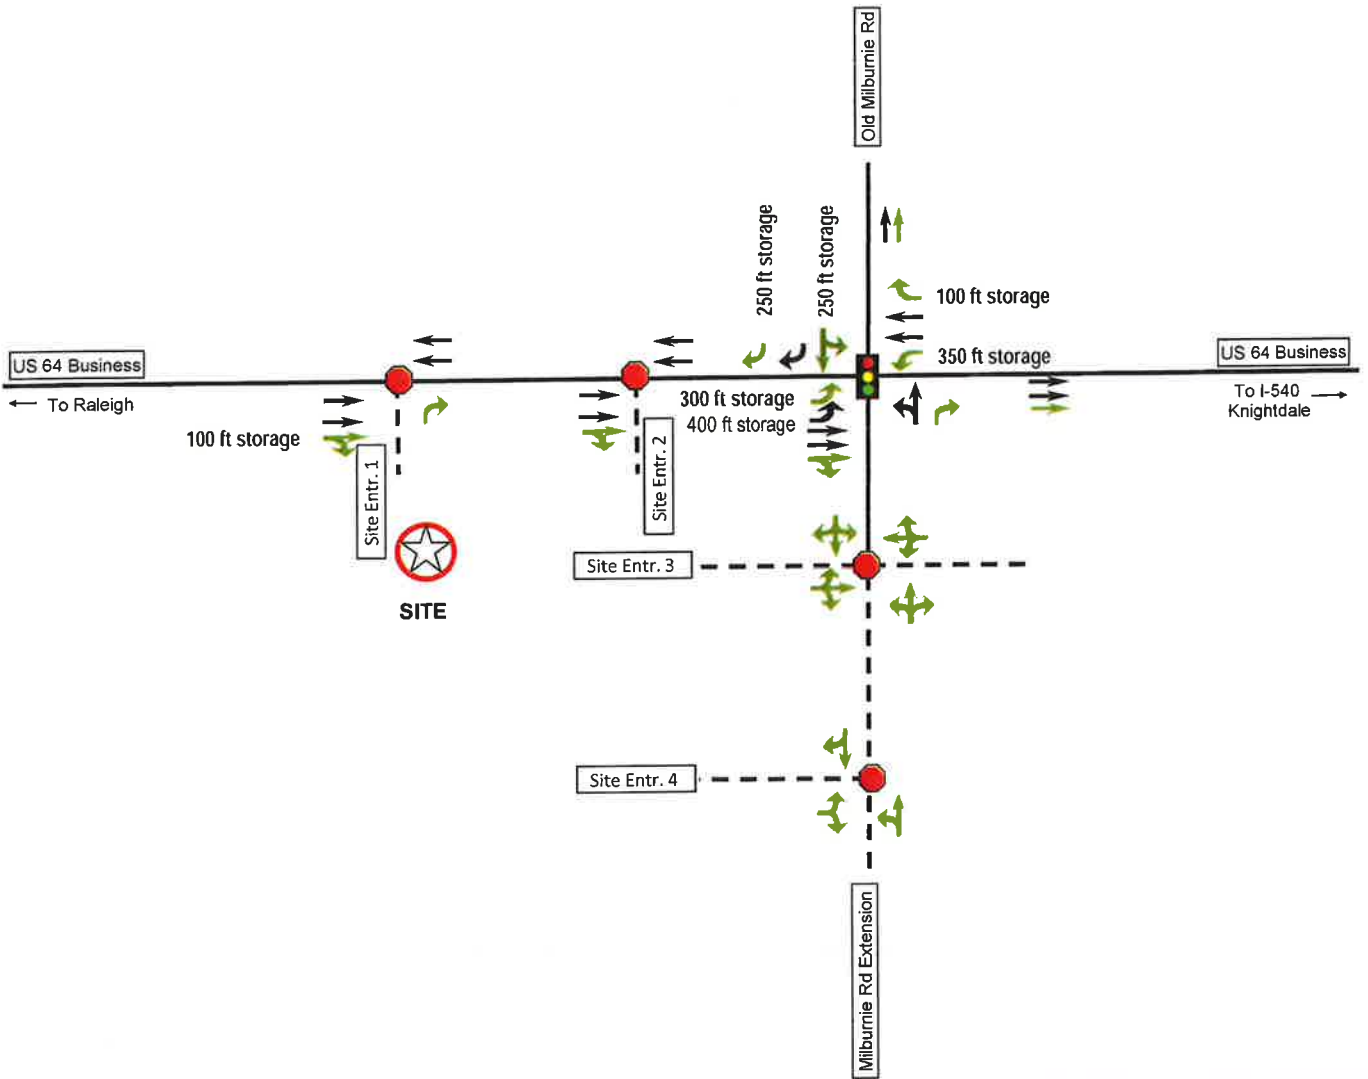 Old Milburnie Rd
250 ft storage
250 ft storage
100 ft storage
US 64 Business
350 ft storage
US 64 Business
To Raleigh
300 ft storage
400 ft storage
To I-540
Knightdale
100 ft storage
Site Entr. 1
Site Entr. 2
Site Entr. 3
SITE
Site Entr. 4
Milburnie Rd Extension